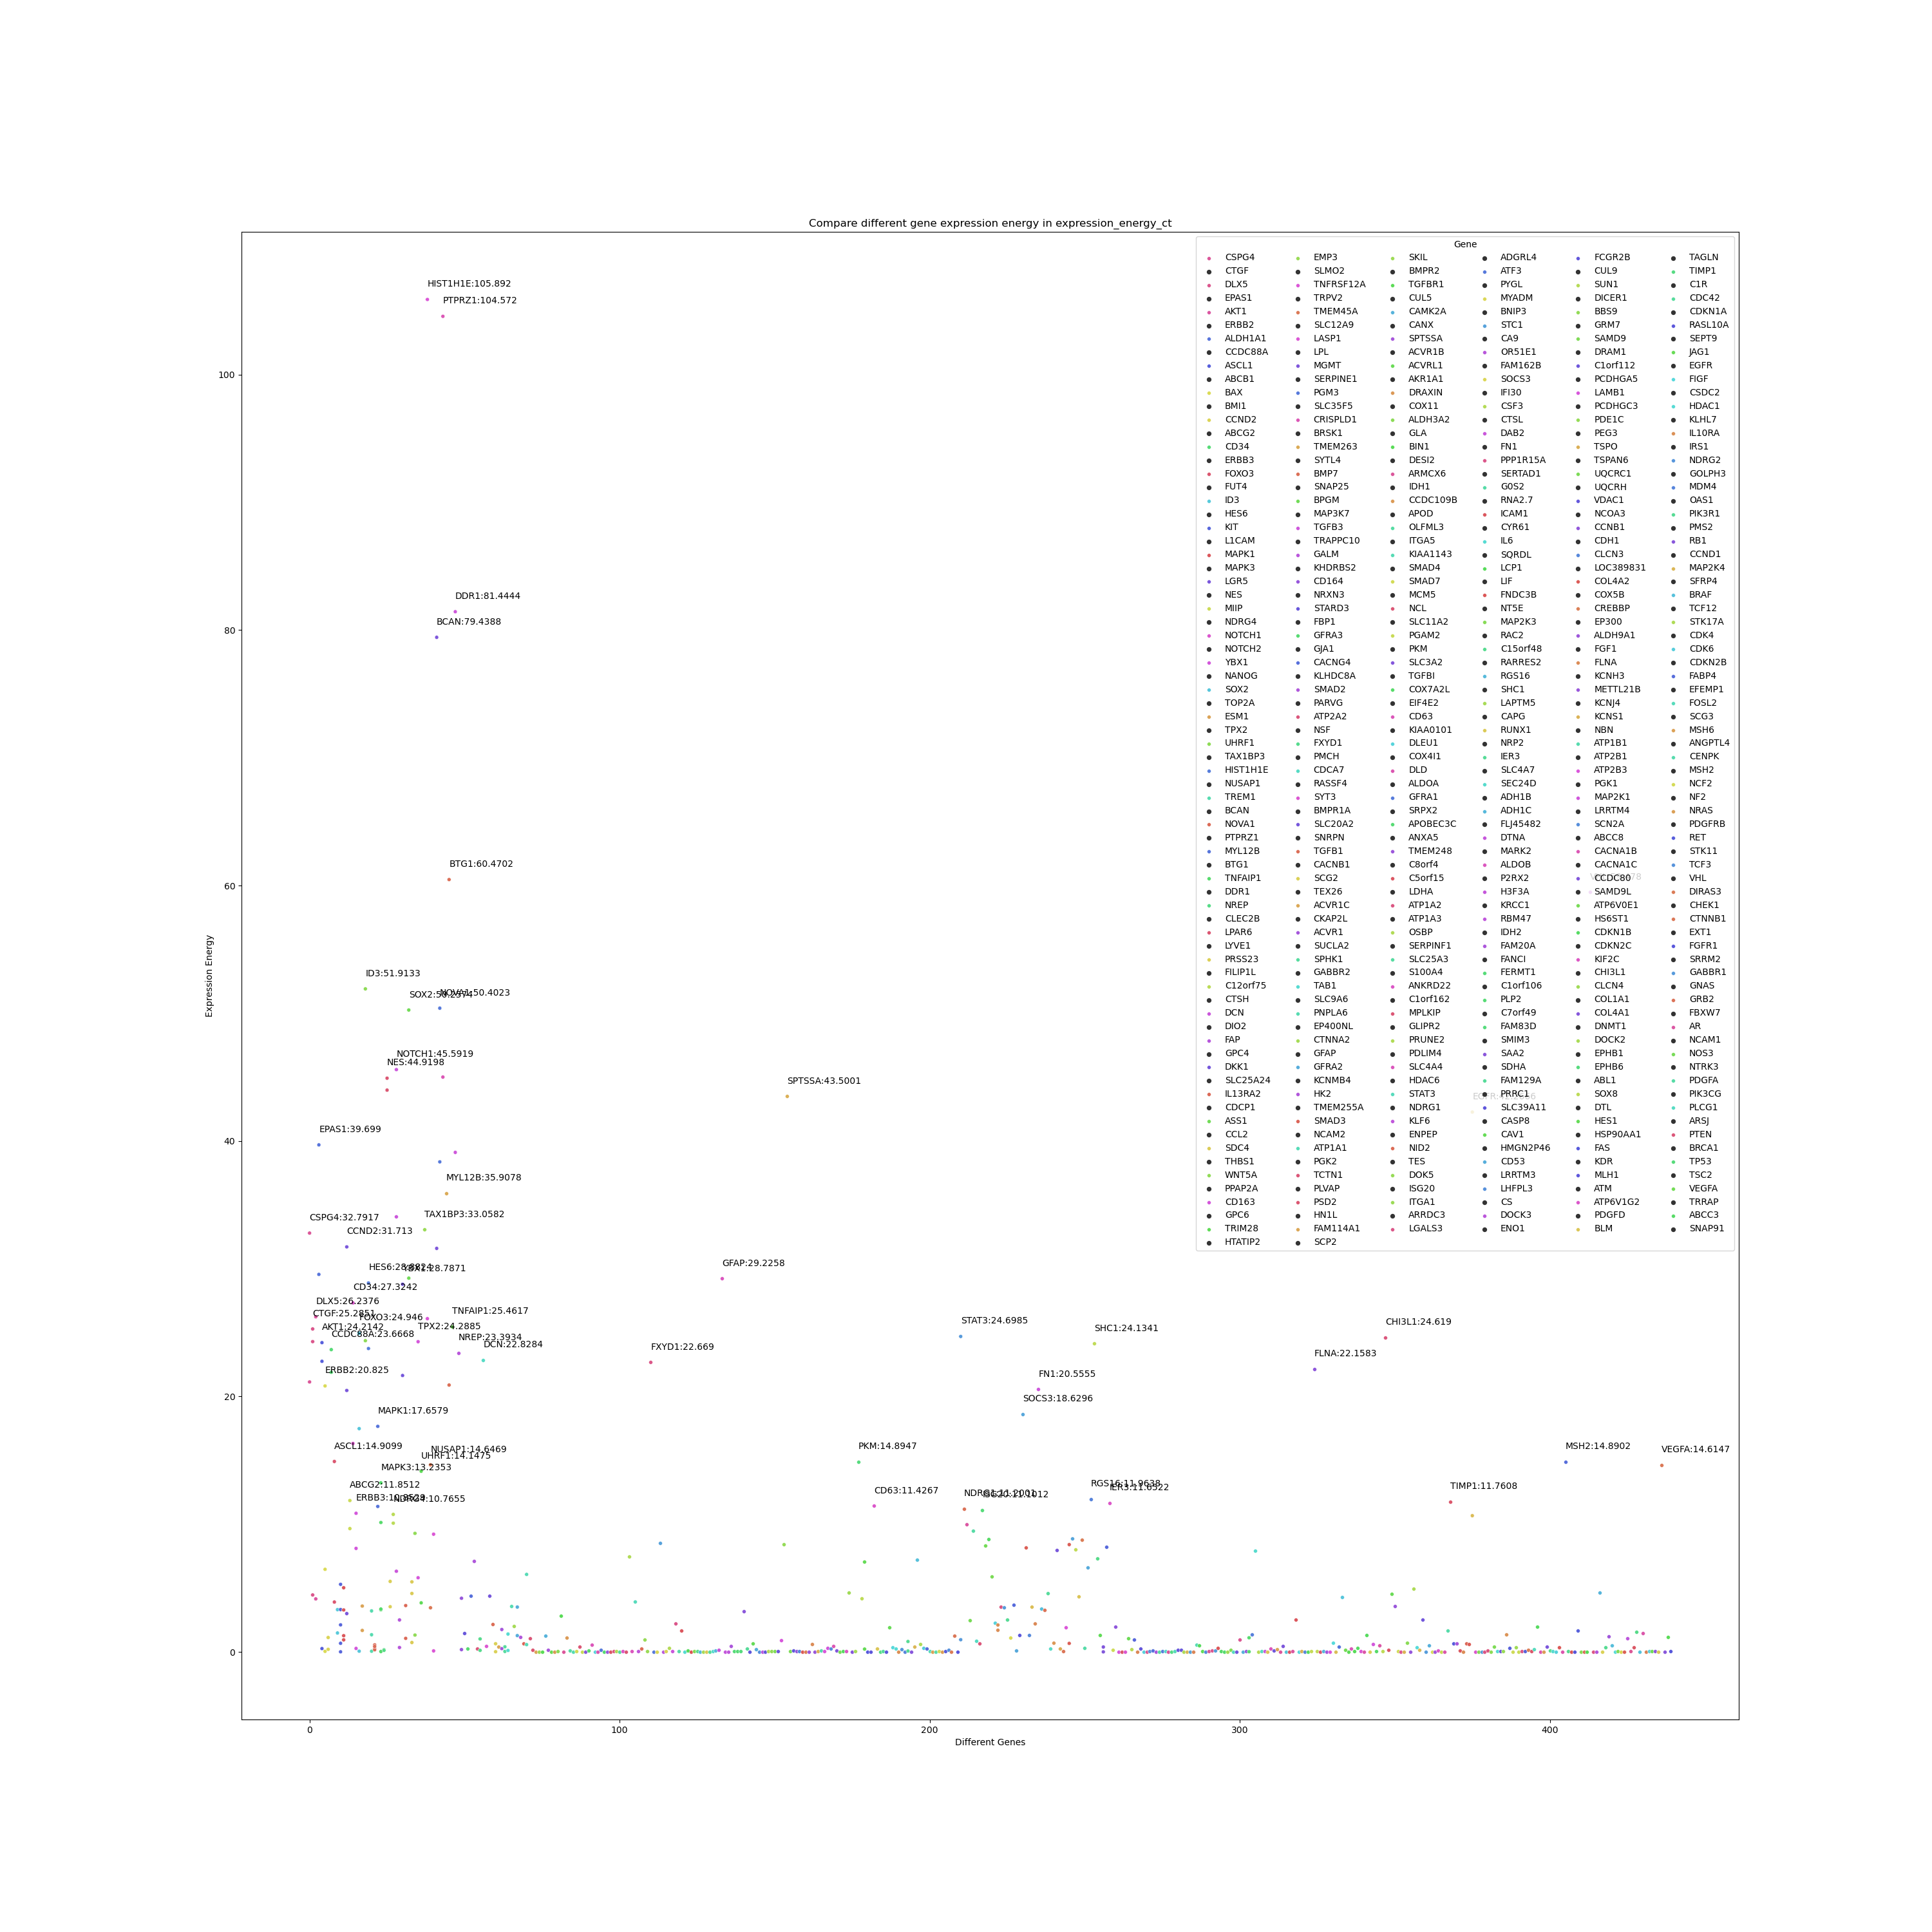 Compare different gene expression energy in expression_energy_ct
Gene
CSPG4 EMP3 SKIL ADGRL4 FCGR2B TAGLN
CTGF SLMO2 BMPR2 ATF3 CUL9 TIMP1
DLX5 TNFRSF12A TGFBR1 PYGL SUN1 C1R
EPAS1 TRPV2 CUL5 MYADM DICER1 CDC42
AKT1 TMEM45A CAMK2A BNIP3 BBS9 CDKN1A
ERBB2 SLC12A9 CANX STC1 GRM7 RASL10A
ALDH1A1 LASP1 SPTSSA CA9 SAMD9 SEPT9
CCDC88A LPL ACVR1B OR51E1 DRAM1 JAG1
ASCL1 MGMT ACVRL1 FAM162B C1orf112 EGFR
ABCB1 SERPINE1 AKR1A1 SOCS3 PCDHGA5 FIGF
BAX PGM3 DRAXIN IFI30 LAMB1 CSDC2
BMI1 SLC35F5 COX11 CSF3 PCDHGC3 HDAC1
CCND2 CRISPLD1 ALDH3A2 CTSL PDE1C KLHL7
ABCG2 BRSK1 GLA DAB2 PEG3 IL10RA
CD34 TMEM263 BIN1 FN1 TSPO IRS1
ERBB3 SYTL4 DESI2 PPP1R15A TSPAN6 NDRG2
FOXO3 BMP7 ARMCX6 SERTAD1 UQCRC1 GOLPH3
FUT4 SNAP25 IDH1 G0S2 UQCRH MDM4
ID3 BPGM CCDC109B RNA2.7 VDAC1 OAS1
HES6 MAP3K7 APOD ICAM1 NCOA3 PIK3R1
KIT TGFB3 OLFML3 CYR61 CCNB1 PMS2
L1CAM TRAPPC10 ITGA5 IL6 CDH1 RB1
MAPK1 GALM KIAA1143 SQRDL CLCN3 CCND1
MAPK3 KHDRBS2 SMAD4 LCP1 LOC389831 MAP2K4
LGR5 CD164 SMAD7 LIF COL4A2 SFRP4
NES NRXN3 MCM5 FNDC3B COX5B BRAF
MIIP STARD3 NCL NT5E CREBBP TCF12
NDRG4 FBP1 SLC11A2 MAP2K3 EP300 STK17A
NOTCH1 GFRA3 PGAM2 RAC2 ALDH9A1 CDK4
NOTCH2 GJA1 PKM C15orf48 FGF1 CDK6
YBX1 CACNG4 SLC3A2 RARRES2 FLNA CDKN2B
NANOG KLHDC8A TGFBI RGS16 KCNH3 FABP4
SOX2 SMAD2 COX7A2L SHC1 METTL21B EFEMP1
TOP2A PARVG EIF4E2 LAPTM5 KCNJ4 FOSL2
ESM1 ATP2A2 CD63 CAPG KCNS1 SCG3
TPX2 NSF KIAA0101 RUNX1 NBN MSH6
UHRF1 FXYD1 DLEU1 NRP2 ATP1B1 ANGPTL4
TAX1BP3 PMCH COX4I1 IER3 ATP2B1 CENPK
HIST1H1E CDCA7 DLD SLC4A7 ATP2B3 MSH2
NUSAP1 RASSF4 ALDOA SEC24D PGK1 NCF2
TREM1 SYT3 GFRA1 ADH1B MAP2K1 NF2
BCAN BMPR1A SRPX2 ADH1C LRRTM4 NRAS
NOVA1 SLC20A2 APOBEC3C FLJ45482 SCN2A PDGFRB
PTPRZ1 SNRPN ANXA5 DTNA ABCC8 RET
MYL12B TGFB1 TMEM248 MARK2 CACNA1B STK11
BTG1 CACNB1 C8orf4 ALDOB CACNA1C TCF3
TNFAIP1 SCG2 C5orf15 P2RX2 CCDC80 VHL
DDR1 TEX26 LDHA H3F3A SAMD9L DIRAS3
NREP ACVR1C ATP1A2 KRCC1 ATP6V0E1 CHEK1
CLEC2B CKAP2L ATP1A3 RBM47 HS6ST1 CTNNB1
LPAR6 ACVR1 OSBP IDH2 CDKN1B EXT1
LYVE1 SUCLA2 SERPINF1 FAM20A CDKN2C FGFR1
PRSS23 SPHK1 SLC25A3 FANCI KIF2C SRRM2
FILIP1L GABBR2 S100A4 FERMT1 CHI3L1 GABBR1
C12orf75 TAB1 ANKRD22 C1orf106 CLCN4 GNAS
CTSH SLC9A6 C1orf162 PLP2 COL1A1 GRB2
DCN PNPLA6 MPLKIP C7orf49 COL4A1 FBXW7
DIO2 EP400NL GLIPR2 FAM83D DNMT1 AR
FAP CTNNA2 PRUNE2 SMIM3 DOCK2 NCAM1
GPC4 GFAP PDLIM4 SAA2 EPHB1 NOS3
DKK1 GFRA2 SLC4A4 SDHA EPHB6 NTRK3
SLC25A24 KCNMB4 HDAC6 FAM129A ABL1 PDGFA
IL13RA2 HK2 STAT3 PRRC1 SOX8 PIK3CG
CDCP1 TMEM255A NDRG1 SLC39A11 DTL PLCG1
ASS1 SMAD3 KLF6 CASP8 HES1 ARSJ
CCL2 NCAM2 ENPEP CAV1 HSP90AA1 PTEN
SDC4 ATP1A1 NID2 HMGN2P46 FAS BRCA1
THBS1 PGK2 TES CD53 KDR TP53
WNT5A TCTN1 DOK5 LRRTM3 MLH1 TSC2
PPAP2A PLVAP ISG20 LHFPL3 ATM VEGFA
CD163 PSD2 ITGA1 CS ATP6V1G2 TRRAP
GPC6 HN1L ARRDC3 DOCK3 PDGFD ABCC3
TRIM28 FAM114A1 LGALS3 ENO1 BLM SNAP91
HTATIP2 SCP2
HIST1H1E:105.892
PTPRZ1:104.572
DDR1:81.4444
BCAN:79.4388
BTG1:60.4702
ID3:51.9133
NOVA1:50.4023
NOTCH1:45.5919
NES:44.9198
SPTSSA:43.5001
EPAS1:39.699
MYL12B:35.9078
CSPG4:32.7917
TAX1BP3:33.0582
CCND2:31.713
GFAP:29.2258
YBX1:28.7871
CD34:27.3242
DLX5:26.2376
CTGF:25.2851
TNFAIP1:25.4617
FOXO3:24.946
AKT1:24.2142
TPX2:24.2885
CCDC88A:23.6668
NREP:23.3934
DCN:22.8284
FXYD1:22.669
STAT3:24.6985
SHC1:24.1341
CHI3L1:24.619
FLNA:22.1583
ERBB2:20.825
FN1:20.5555
SOCS3:18.6296
MAPK1:17.6579
ASCL1:14.9099
NUSAP1:14.6469
UHRF1:14.1475
PKM:14.8947
MSH2:14.8902
VEGFA:14.6147
MAPK3:13.2353
ABCG2:11.8512
NDRG4:10.7655
CD63:11.4267
RGS16:11.9638
TIMP1:11.7608
100
80
60
40
20
0
Expression Energy
0 100 200 300 400
Different Genes